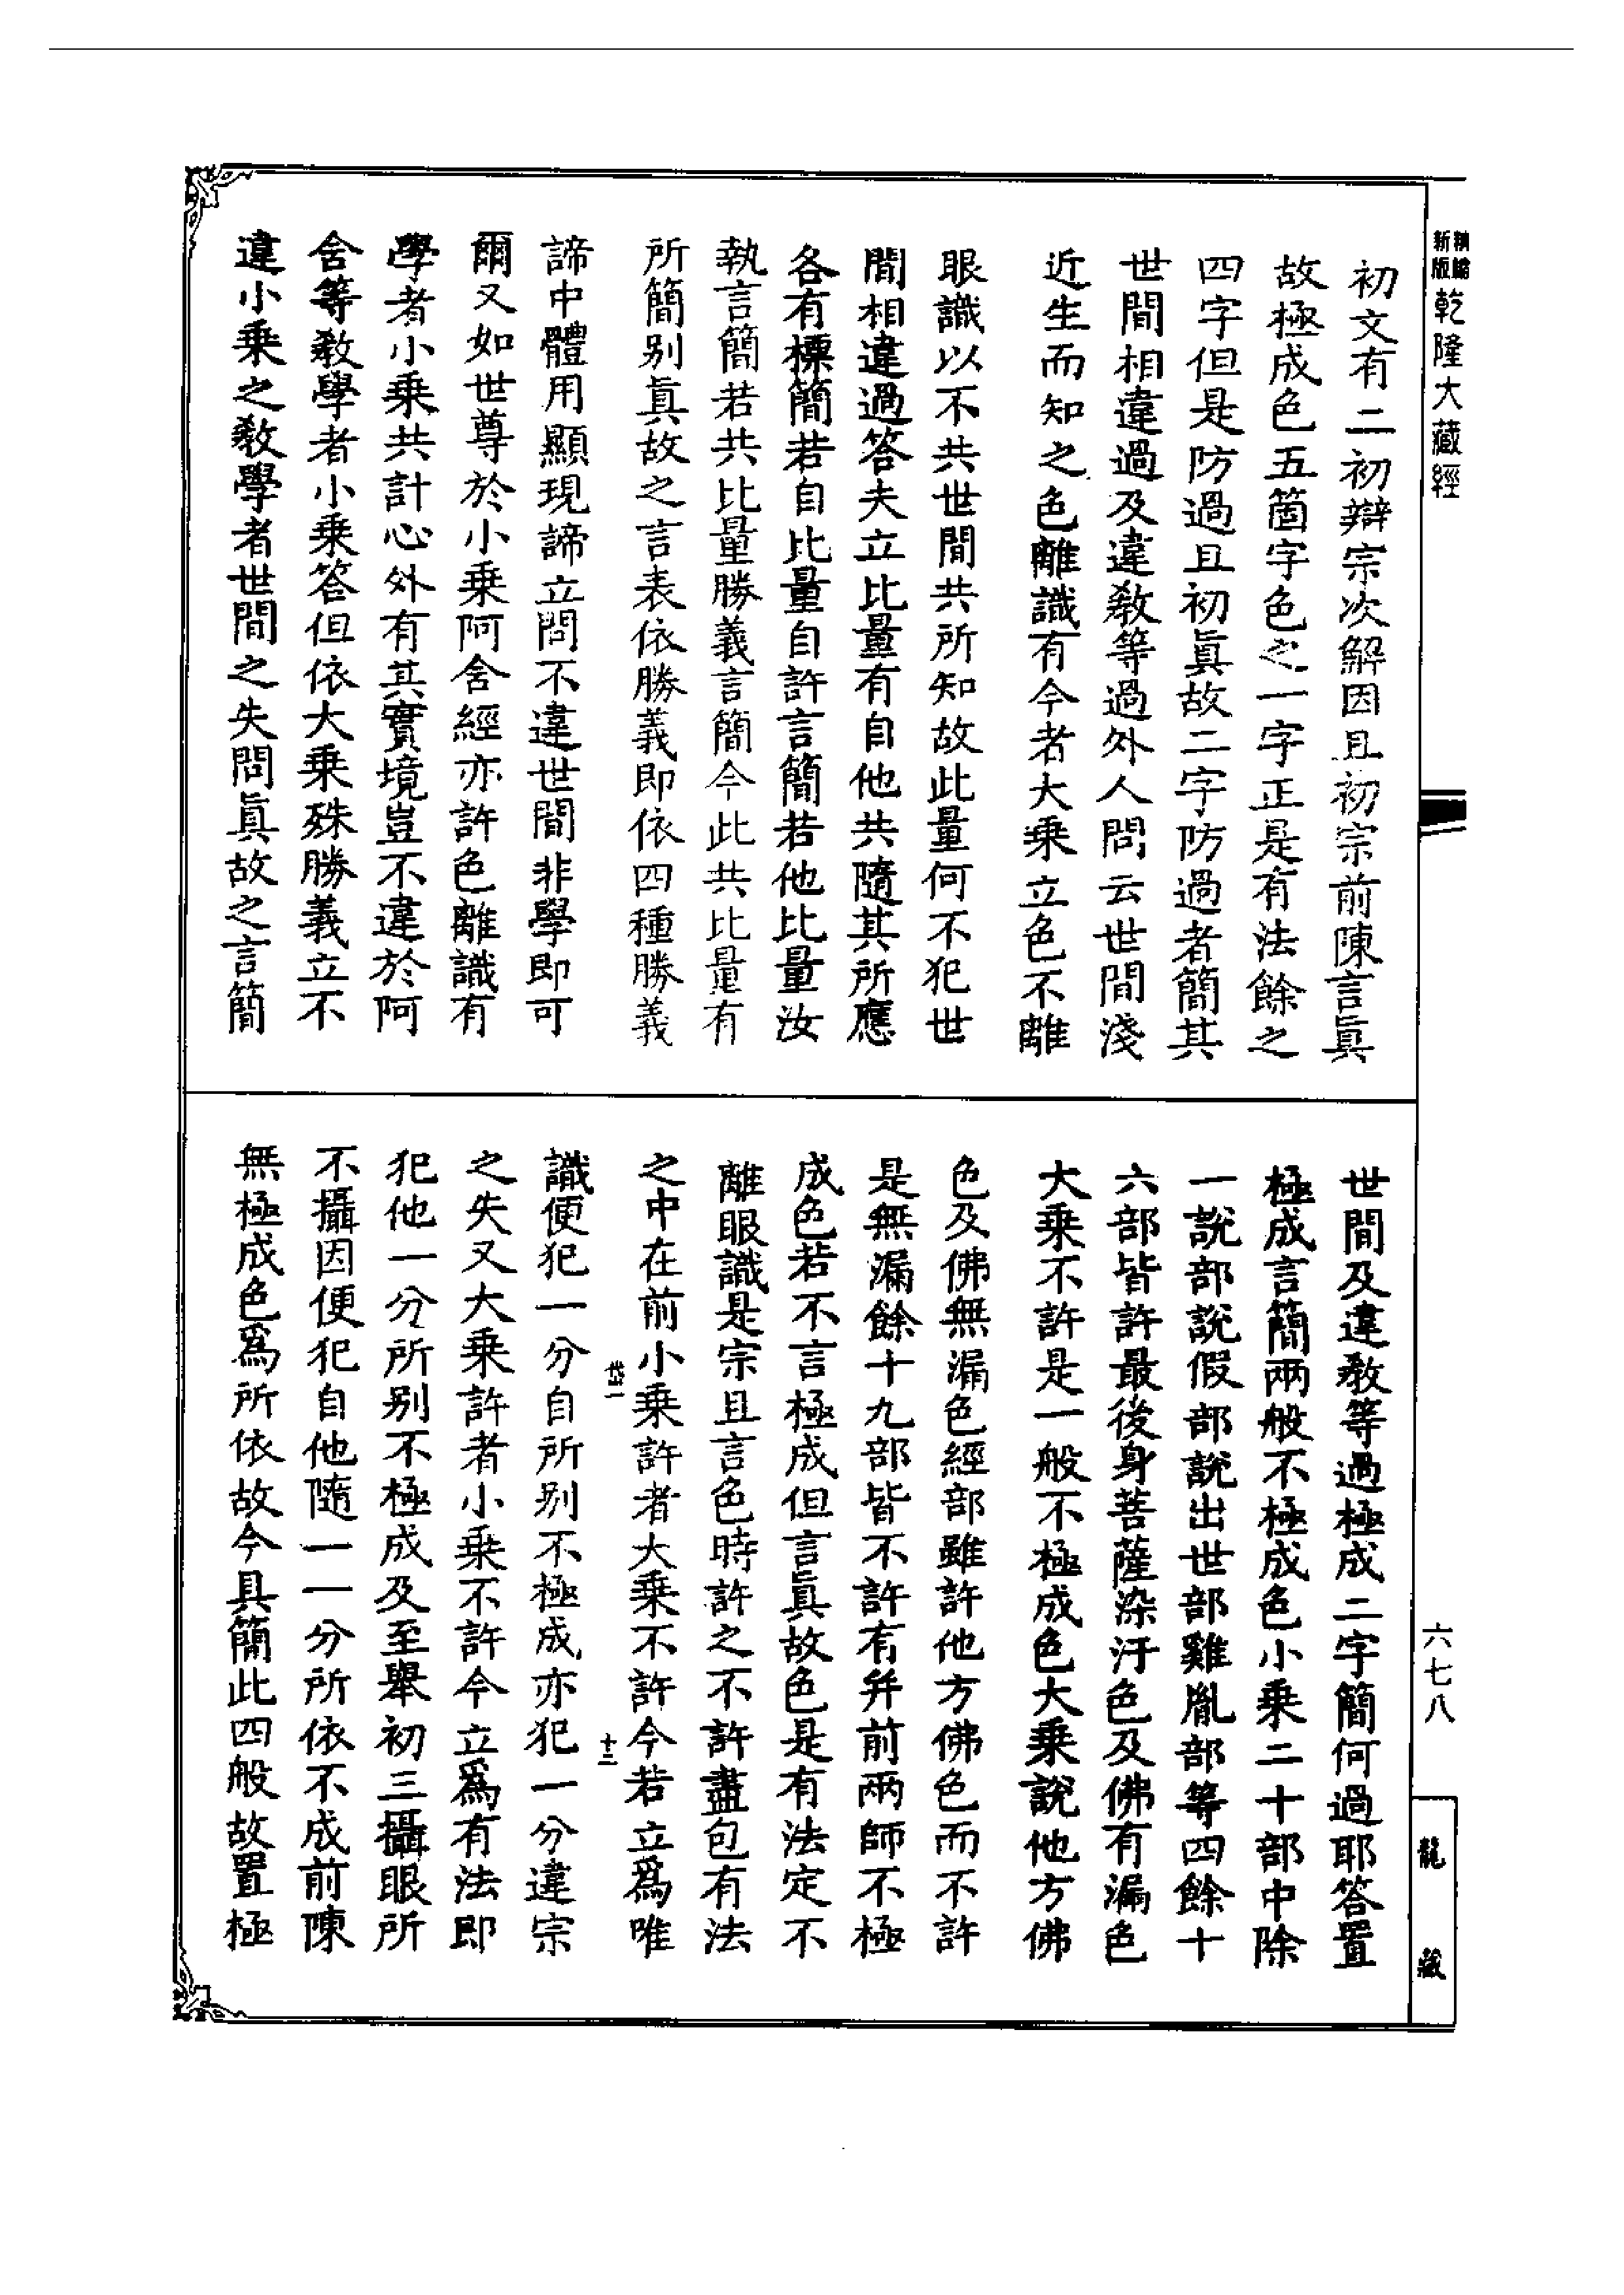 精縮
新版
乾隆大藏經
初文有二初辯宗次解因且初宗前陳言眞
故極成色五箇字色之一字正是有法餘之
四字但是防過且初眞故二字防過者簡其
世間相違過及違敎等過外人問云世間淺
近生而知之色離識有今者大乗立色不離
眼識以不共世間共所知故此量何不犯世
間相違過答夫立比量有自他共隨其所應
各有標簡若自比量自許言簡若他比量汝
執言簡若共比量勝義言簡今此共比量有
所簡别眞故之言表依勝義即依四種勝義
諦中體用顯現諦立問不違世間非學即可
爾又如世尊於小乗阿舍經亦許色離識有
學者小乗共計心外有其實境豈不違於阿
舍等敎學者小乗答但依大乗殊勝義立不
違小乗之敎學者世間之失問眞故之言簡
世間及違敎等過極成二字簡何過耶答置
極成言簡兩般不極成色小乗二十部中除
一說部說假部說出世部雞胤部等四餘十
六部皆許最後身菩薩染汙色及佛有漏色
大乗不許是一般不極成色大乗說他方佛
色及佛無漏色經部雖許他方佛色而不許
是無漏餘十九部皆不許有并前兩師不極
成色若不言極成但言眞故色是有法定不
離眼識是宗且言色時許之不許盡包有法
之中在前小乗許者大乗不許今若立爲唯
識便犯一分自所别不極成亦犯一分違宗
之失又大乗許者小乗不許今立爲有法即
犯他一分所别不極成及至舉初三攝眼所
不攝因便犯自他隨一一分所依不成前陳
無極成色爲所依故今具簡此四般故置極
十二
六七八
龍藏